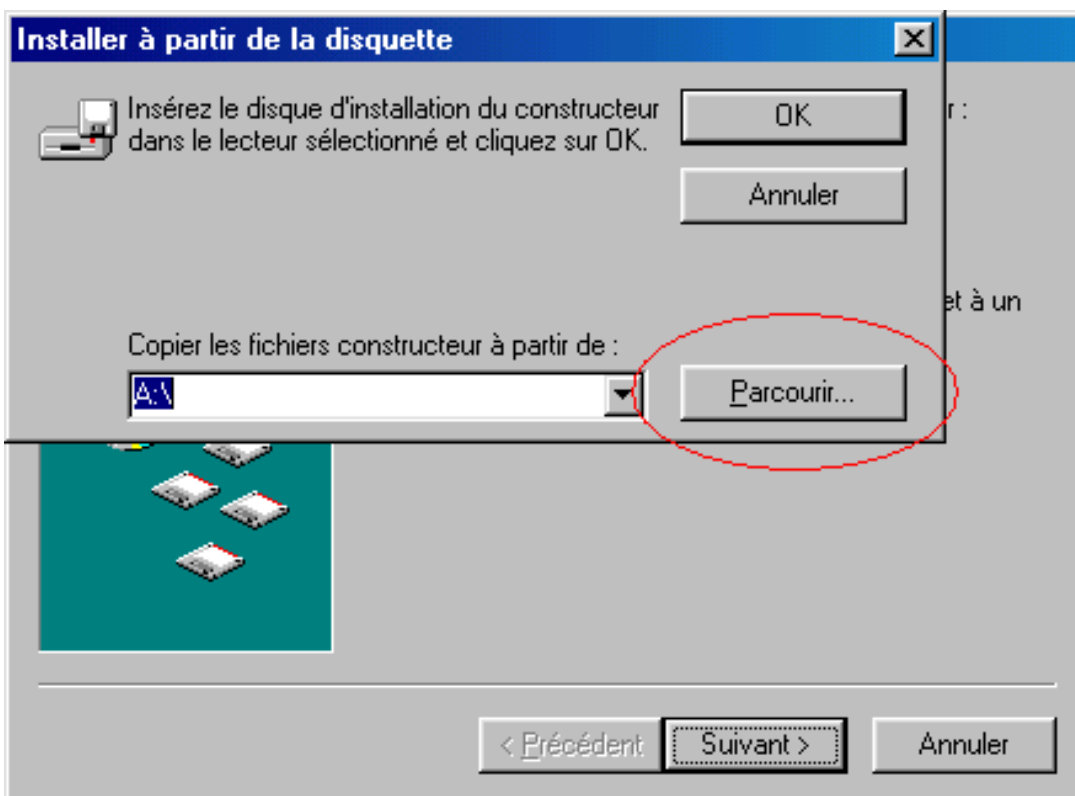 Installer à partir de la disquette
Insérez le disque d'installation du constructeur
dans le lecteur sélectionné et cliquez sur OK.
OK
r :
Annuler
et à un
Copier les fichiers constructeur à partir de :
A:\
Parcourir...
< Précédent
Suivant >
Annuler